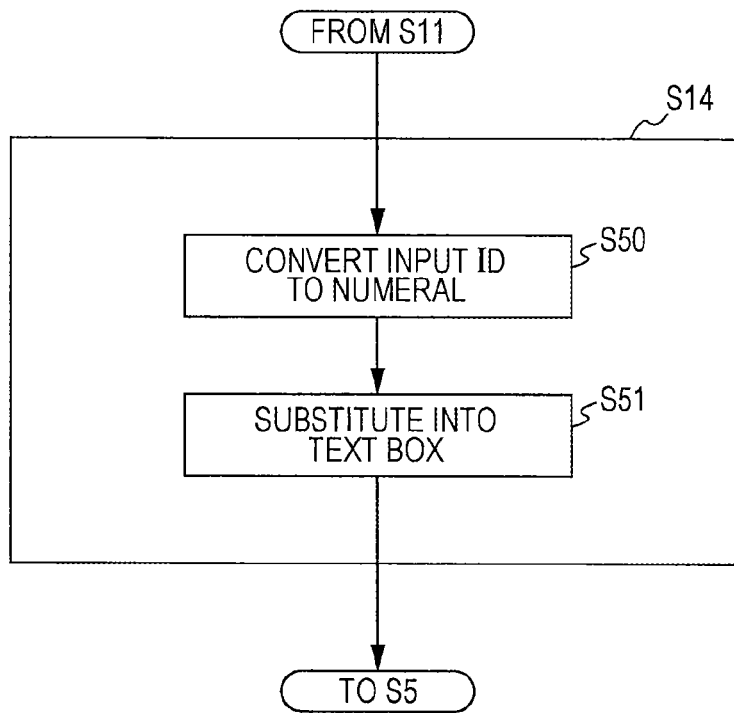 FROM S11
S14
CONVERT INPUT ID
TO NUMERAL
S50
SUBSTITUTE INTO
TEXT BOX
S51
TO S5